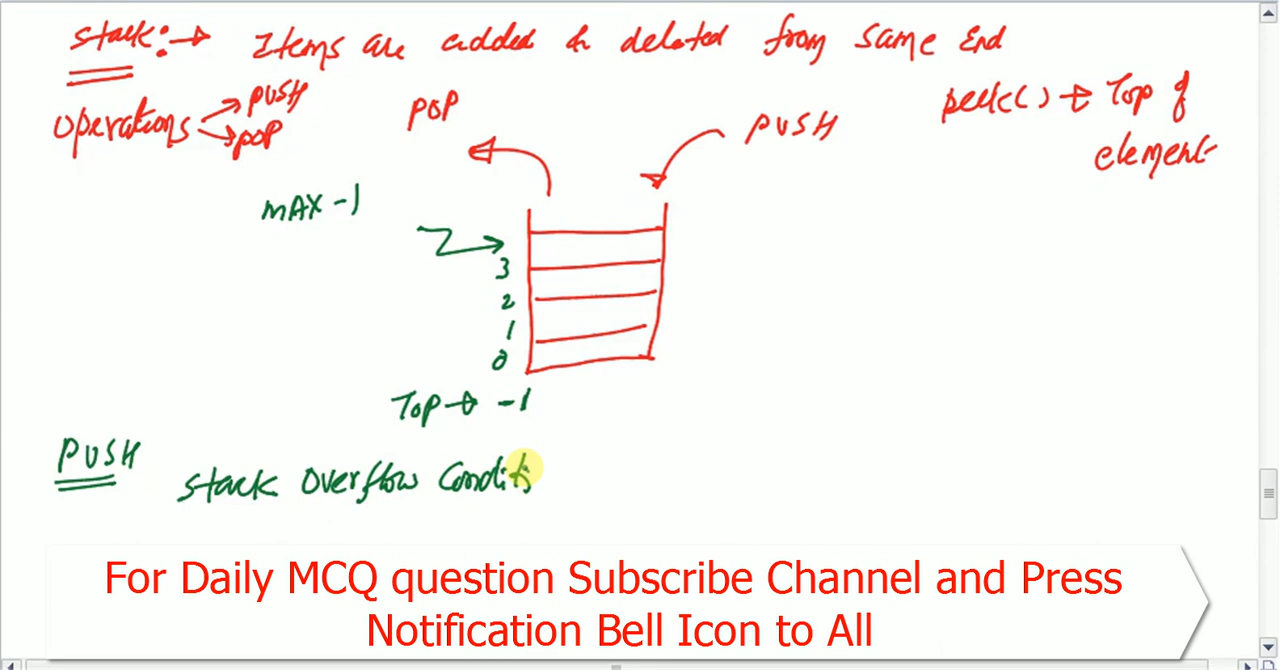 Stack:→ Items are added & deleted from same End
operations → PUSH
→ POP
POP
PUSH
peek() → Top of
element
MAX -1
3
2
1
0
Top → -1
PUSH
Stack Overflow Conditi
For Daily MCQ question Subscribe Channel and Press
Notification Bell Icon to All